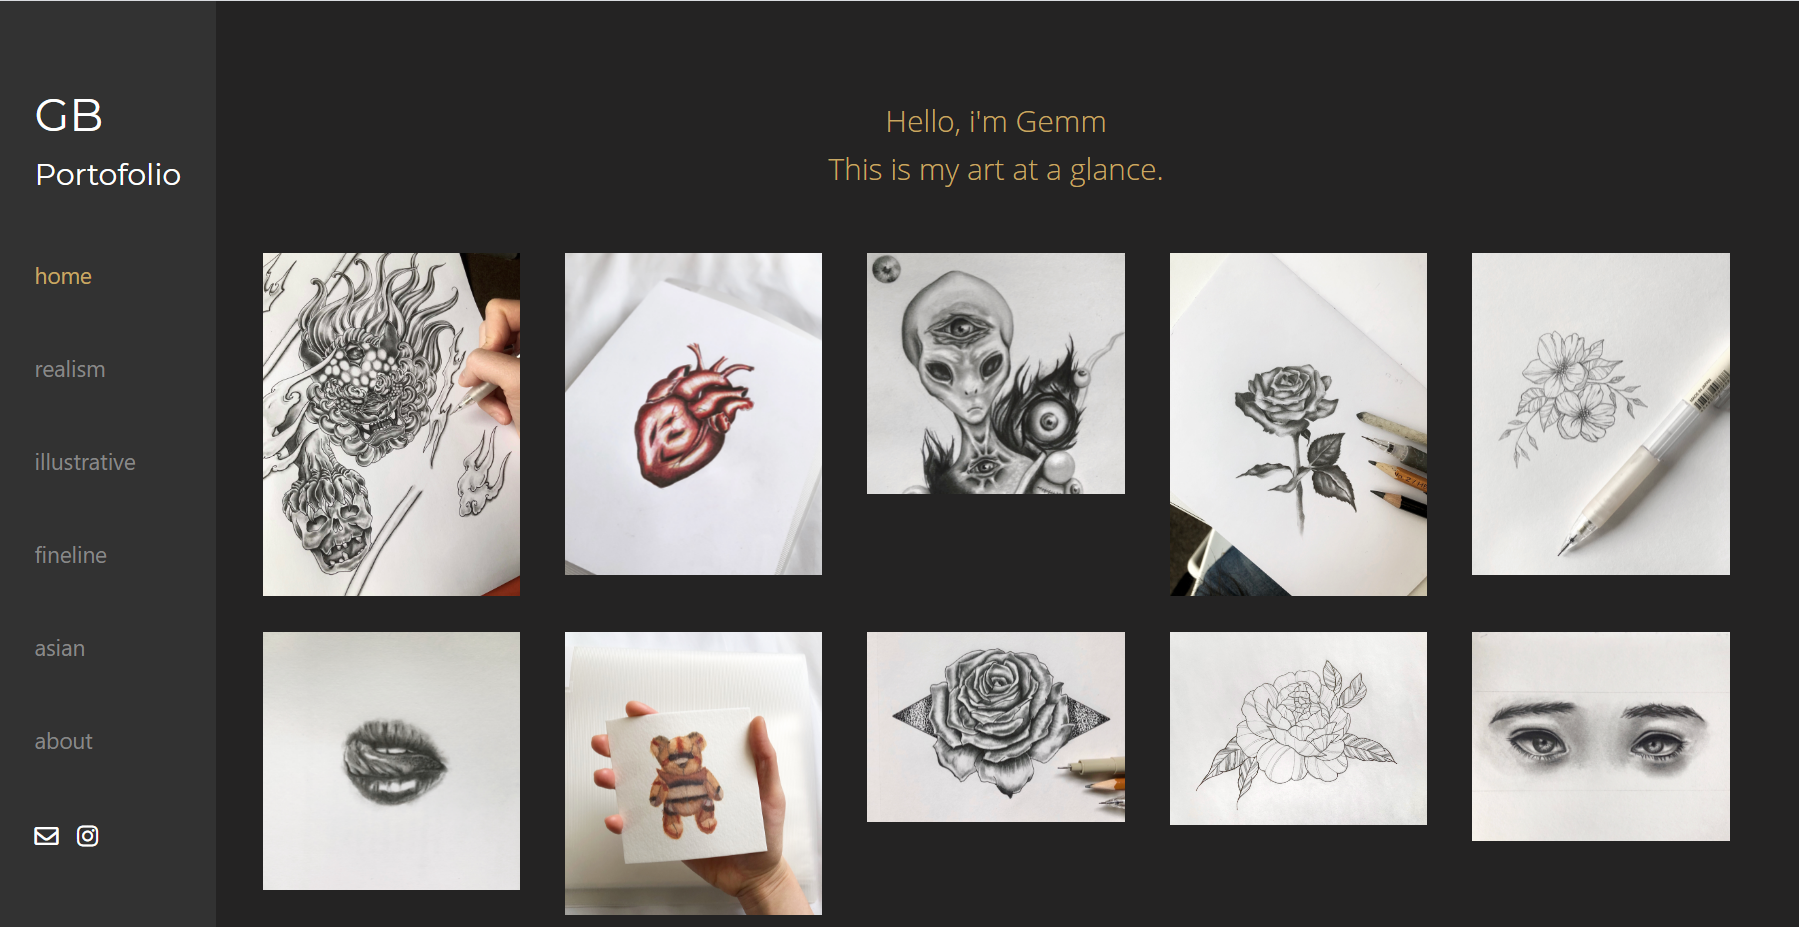 GB
Portofolio
home
realism
illustrative
fineline
asian
about
Hello, i'm Gemm
This is my art at a glance.